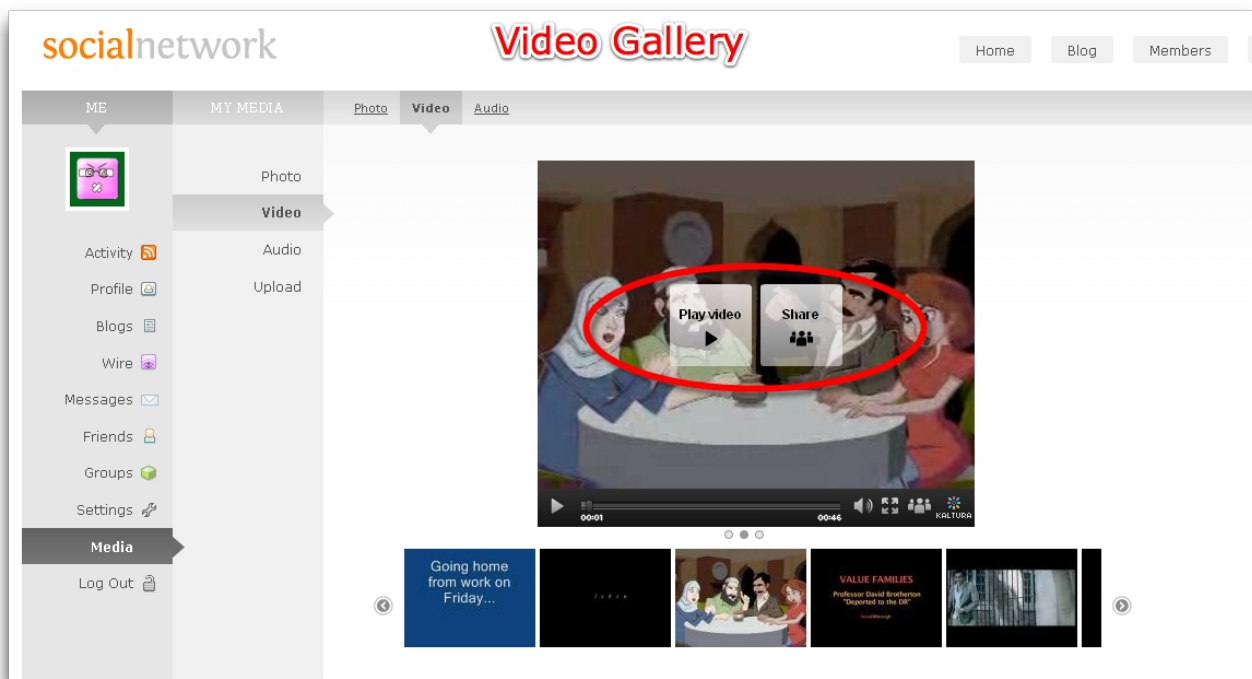 socialnetwork
Video Gallery
Home
Blog
Members
ME
MY MEDIA
Photo
Video
Audio
Photo
Video
Audio
Upload
Activity
Profile
Blogs
Wire
Messages
Friends
Groups
Settings
Media
Log Out
Play video
Share
00:01
00:46
KALTURA
Going home
from work on
Friday...
VALUE FAMILIES
Professor David Brotherton
"Deported to the DR"